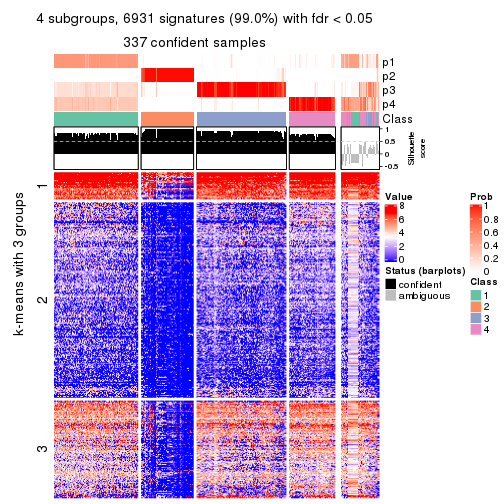 4 subgroups, 6931 signatures (99.0%) with fdr < 0.05
337 confident samples
p1
p2
p3
p4
Class
1
0.5
0
-0.5
Silhouette
score
k-means with 3 groups
1
2
3
Value
8
6
4
2
0
Status (barplots)
confident
ambiguous
Prob
1
0.8
0.6
0.4
0.2
0
Class
1
2
3
4